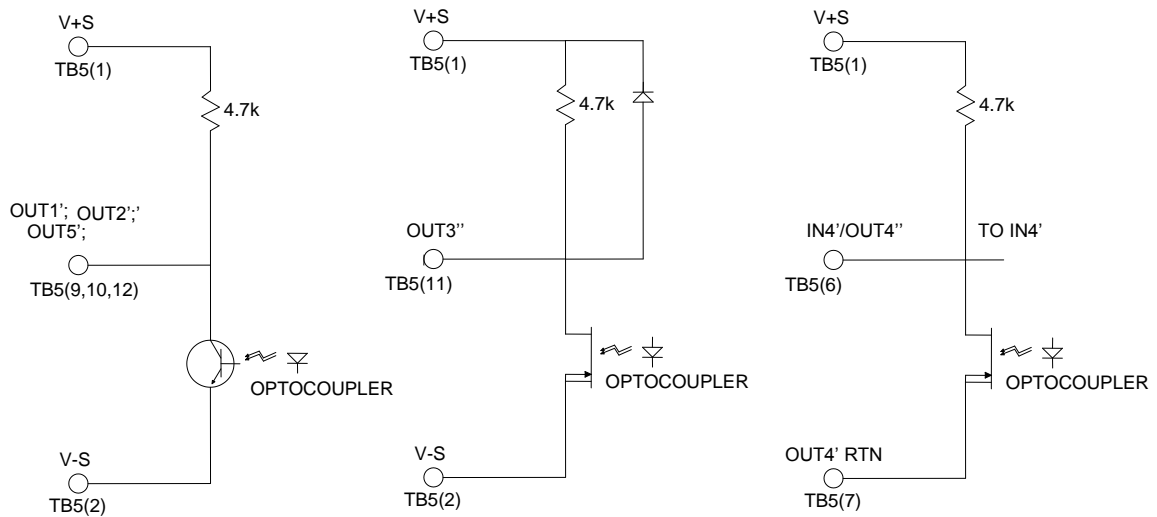 V+S
TB5(1)
4.7k
OUT1'; OUT2';'
OUT5';
TB5(9,10,12)
OPTOCOUPLER
V-S
TB5(2)
V+S
TB5(1)
4.7k
OUT3''
TB5(11)
OPTOCOUPLER
V-S
TB5(2)
V+S
TB5(1)
4.7k
IN4'/OUT4''
TO IN4'
TB5(6)
OPTOCOUPLER
OUT4' RTN
TB5(7)